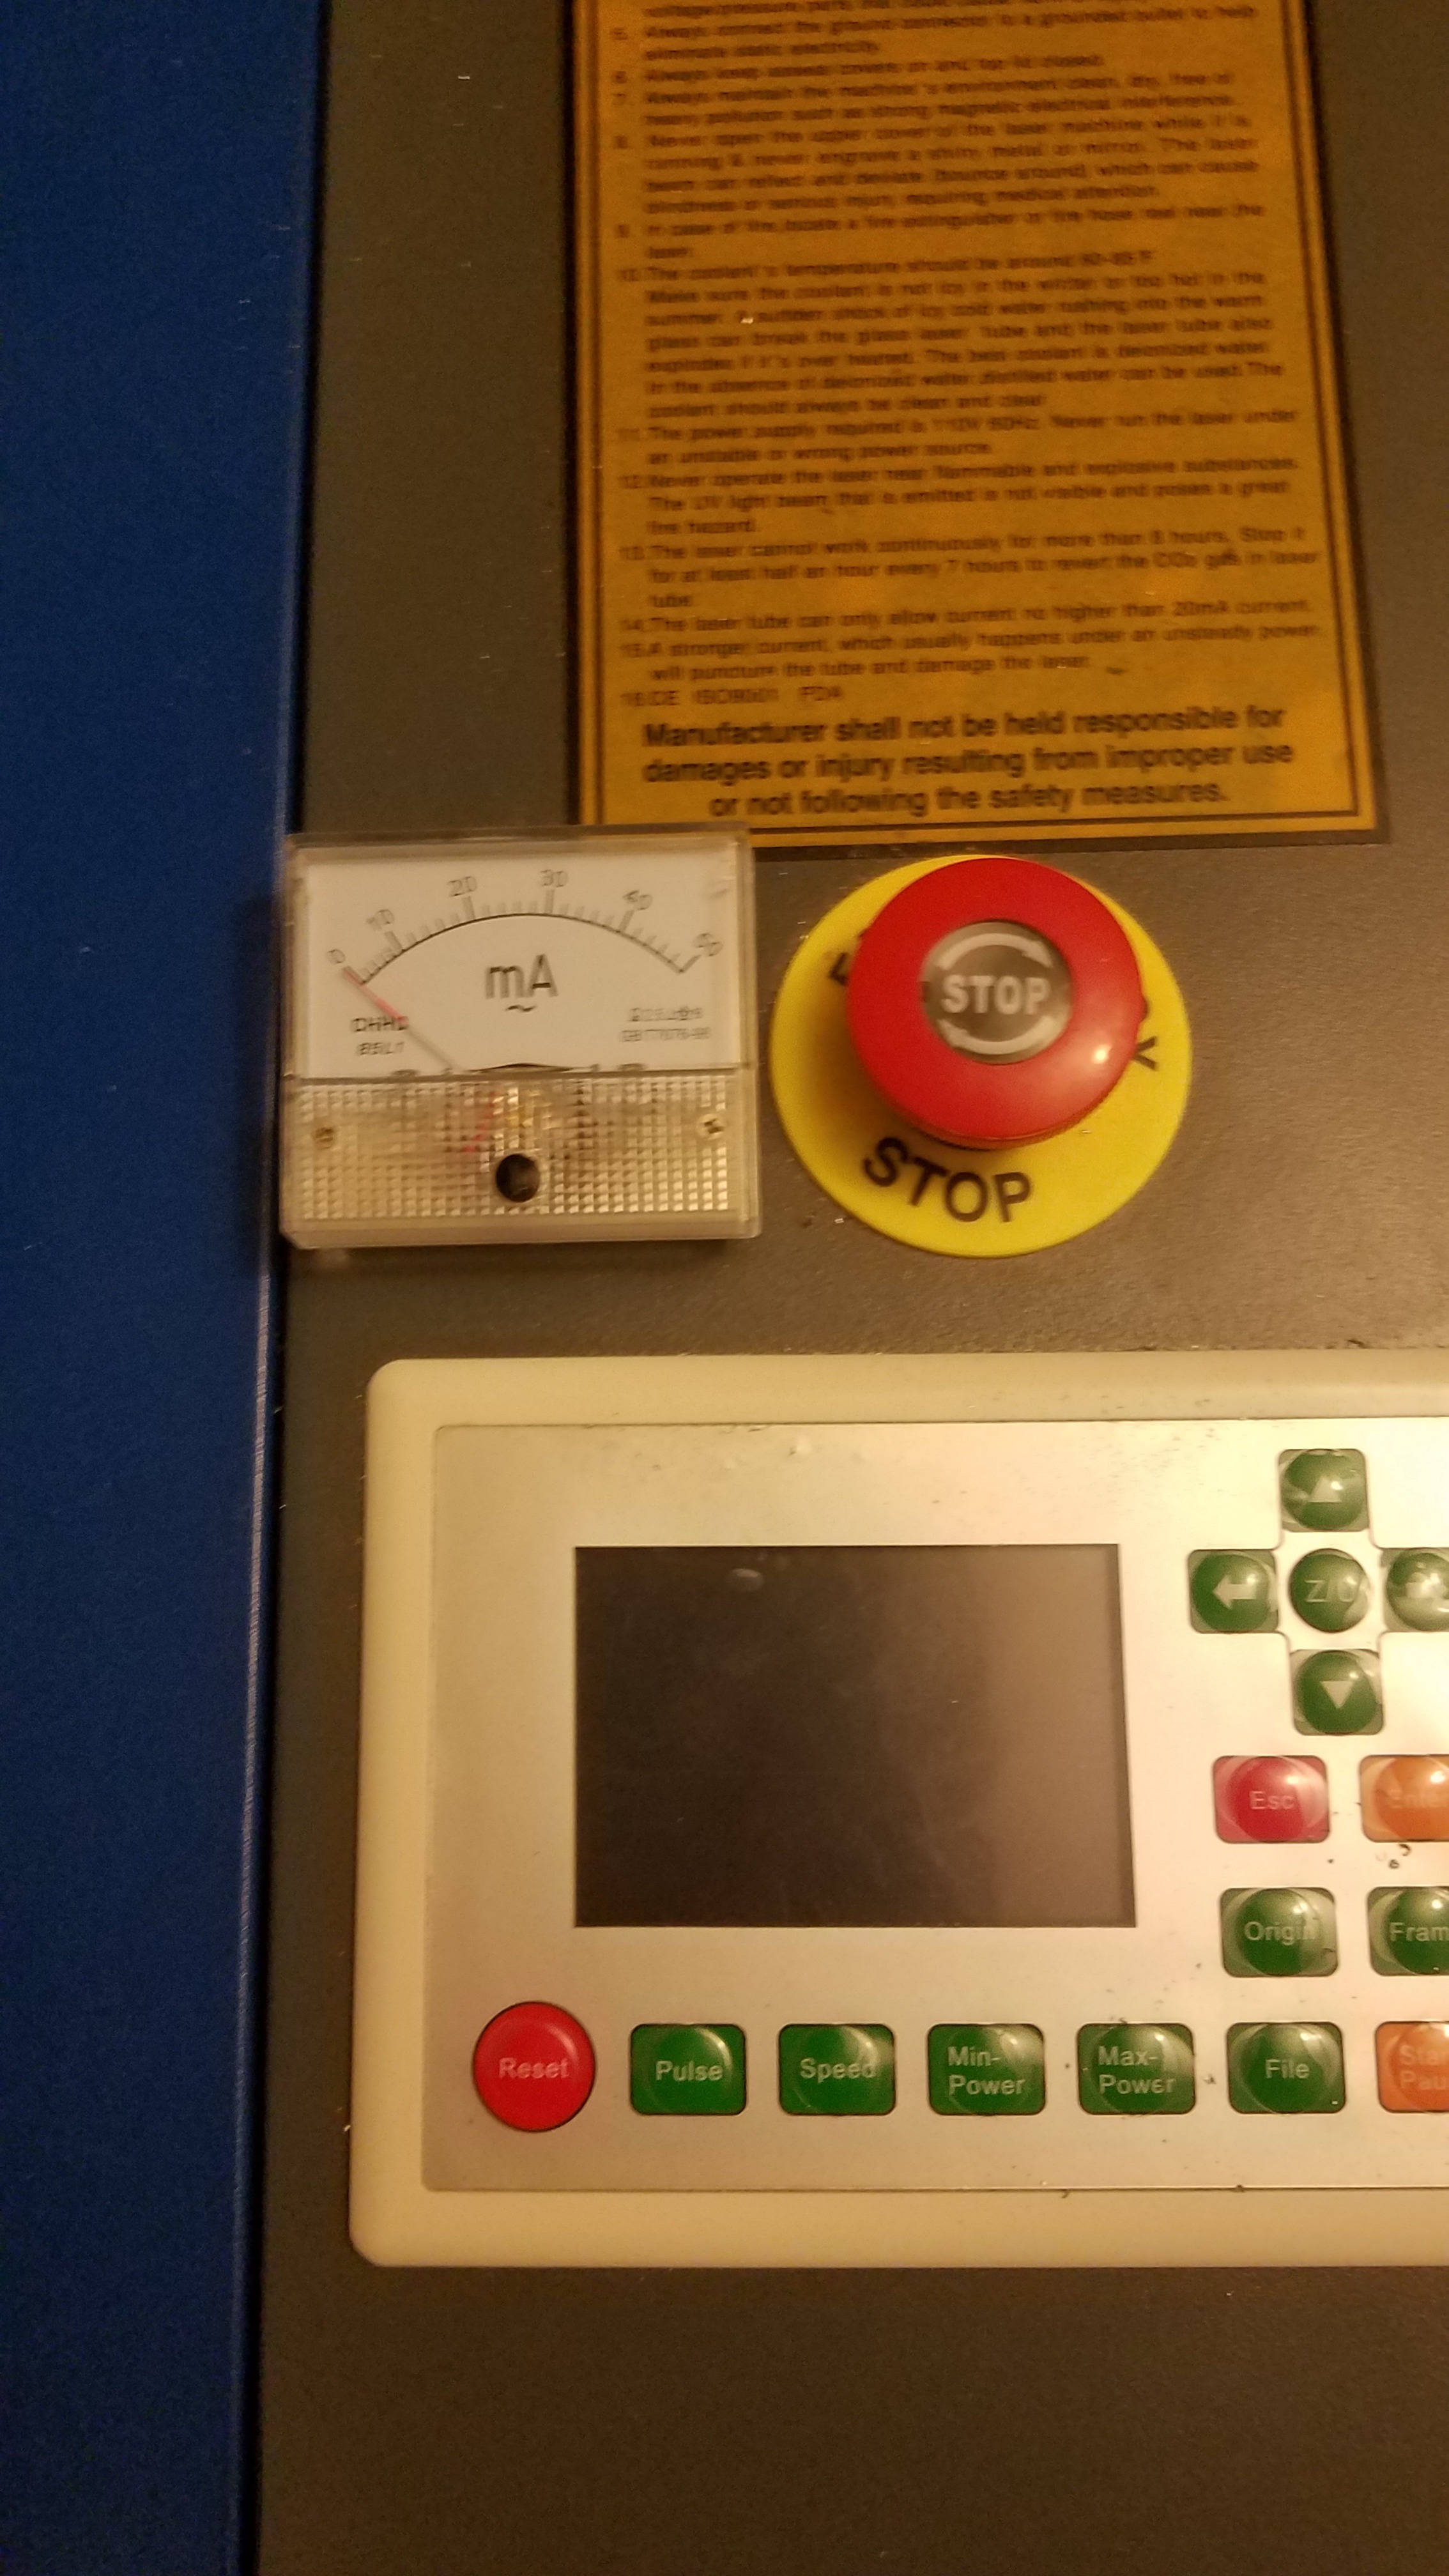 5. Always connect the ground connector to a grounded outlet to help
eliminate static electricity.
6. Always keep covers on and top lid closed.
7. Always maintain the machine's environment clean, dry, free of
heavy pollution such as strong magnetic electrical interference.
8. Never open the upper cover of the laser machine while it is
running & never engrave a shiny metal or mirror. The laser
beam can reflect and deviate (bounce around), which can cause
blindness or serious injury, requiring medical attention.
9. In case of fire, locate a fire extinguisher or fire hose reel near the
laser.
10. The coolant's temperature should be around
Make sure the coolant is not icy in the winter or too hot in the
summer. A sudden shock of icy cold water rushing into the warm
glass can break the glass laser tube and the laser tube also
explodes if it's over heated. The best coolant is deionized water.
In the absence of deionized water, distilled water can be used. The
coolant should always be clean and clear.
11. The power supply required is 110V 60Hz. Never run the laser under
an unstable or wrong power source.
12. Never operate the laser near flammable and explosive substances.
The UV light beam that is emitted is not visible and poses a great
fire hazard.
13. The laser cannot work continuously for more than 8 hours. Stop it
for at least half an hour every 7 hours to revert the CO2 gas in laser
tube.
14. The laser tube can only allow current no higher than 20mA current.
15. A stronger current, which usually happens under an unsteady power,
will puncture the tube and damage the laser.
16. CE ISO9001 FDA
Manufacturer shall not be held responsible for
damages or injury resulting from improper use
or not following the safety measures.
0 10 20 30 40 50
mA
~
85L1
STOP
Y
STOP
Z/U
Esc
Origin
Fram
Reset
Pulse
Speed
Min-
Power
Max-
Power
File